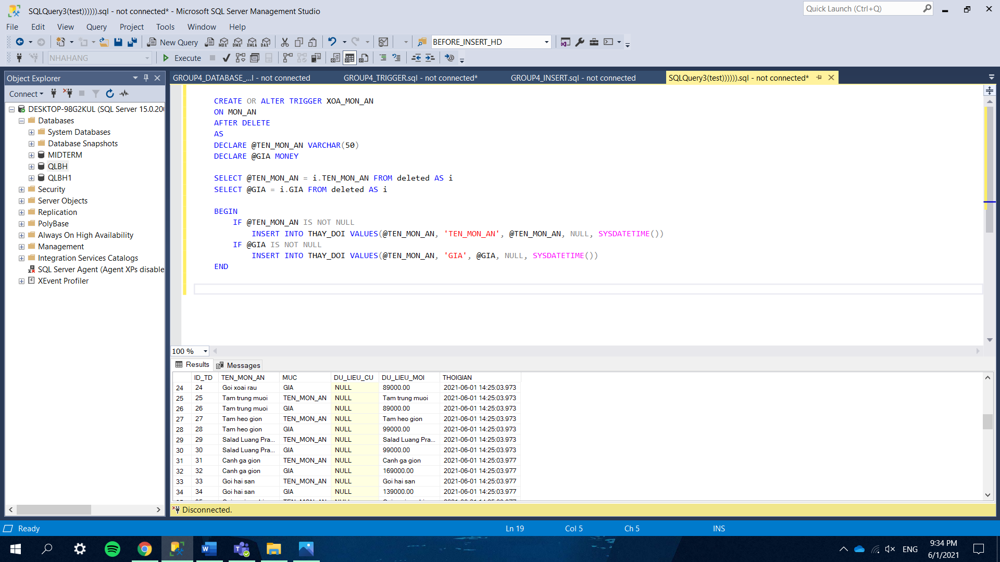 SQLQuery3(test)))))).sql - not connected* - Microsoft SQL Server Management Studio
Quick Launch (Ctrl+Q)
File Edit View Query Project Tools Window Help
New Query MDX DMX XMLA DAX BEFORE_INSERT_HD
NHAHANG Execute
Object Explorer
GROUP4_DATABASE_...l - not connected GROUP4_TRIGGER.sql - not connected* GROUP4_INSERT.sql - not connected SQLQuery3(test)))))).sql - not connected*
Connect
DESKTOP-98G2KUL (SQL Server 15.0.200
Databases
System Databases
Database Snapshots
MIDTERM
QLBH
QLBH1
Security
Server Objects
Replication
PolyBase
Always On High Availability
Management
Integration Services Catalogs
SQL Server Agent (Agent XPs disable
XEvent Profiler
CREATE OR ALTER TRIGGER XOA_MON_AN
ON MON_AN
AFTER DELETE
AS
DECLARE @TEN_MON_AN VARCHAR(50)
DECLARE @GIA MONEY
SELECT @TEN_MON_AN = i.TEN_MON_AN FROM deleted AS i
SELECT @GIA = i.GIA FROM deleted AS i
BEGIN
IF @TEN_MON_AN IS NOT NULL
INSERT INTO THAY_DOI VALUES(@TEN_MON_AN, 'TEN_MON_AN', @TEN_MON_AN, NULL, SYSDATETIME())
IF @GIA IS NOT NULL
INSERT INTO THAY_DOI VALUES(@TEN_MON_AN, 'GIA', @GIA, NULL, SYSDATETIME())
END
100 %
Results Messages
ID_TD TEN_MON_AN MUC DU_LIEU_CU DU_LIEU_MOI THOIGIAN
24 24 Goi xoai rau GIA NULL 89000.00 2021-06-01 14:25:03.973
25 25 Tam trung muoi TEN_MON_AN NULL Tam trung muoi 2021-06-01 14:25:03.973
26 26 Tam trung muoi GIA NULL 89000.00 2021-06-01 14:25:03.973
27 27 Tam heo gion TEN_MON_AN NULL Tam heo gion 2021-06-01 14:25:03.973
28 28 Tam heo gion GIA NULL 99000.00 2021-06-01 14:25:03.973
29 29 Salad Luang Pra... TEN_MON_AN NULL Salad Luang Pra... 2021-06-01 14:25:03.973
30 30 Salad Luang Pra... GIA NULL 99000.00 2021-06-01 14:25:03.973
31 31 Canh ga gion TEN_MON_AN NULL Canh ga gion 2021-06-01 14:25:03.977
32 32 Canh ga gion GIA NULL 169000.00 2021-06-01 14:25:03.977
33 33 Goi hai san TEN_MON_AN NULL Goi hai san 2021-06-01 14:25:03.977
34 34 Goi hai san GIA NULL 139000.00 2021-06-01 14:25:03.977
Disconnected.
Ready Ln 19 Col 5 Ch 5 INS
ENG 9:34 PM
6/1/2021